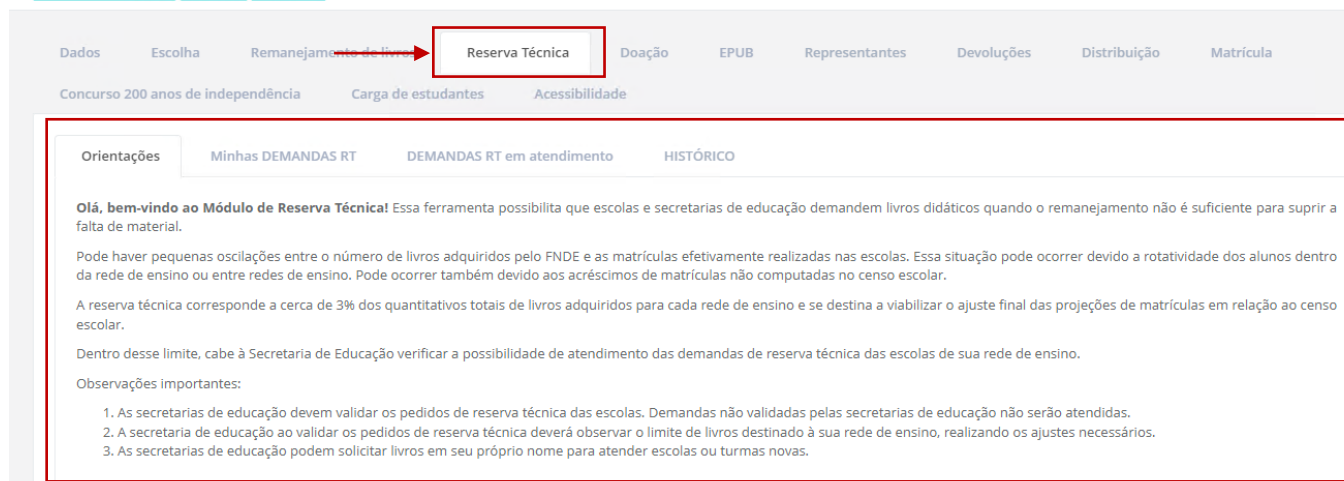 Dados Escolha Remanejamento de livros Reserva Técnica Doação EPUB Representantes Devoluções Distribuição Matrícula
Concurso 200 anos de independência Carga de estudantes Acessibilidade
Orientações Minhas DEMANDAS RT DEMANDAS RT em atendimento HISTÓRICO
Olá, bem-vindo ao Módulo de Reserva Técnica! Essa ferramenta possibilita que escolas e secretarias de educação demandem livros didáticos quando o remanejamento não é suficiente para suprir a
falta de material.
Pode haver pequenas oscilações entre o número de livros adquiridos pelo FNDE e as matrículas efetivamente realizadas nas escolas. Essa situação pode ocorrer devido a rotatividade dos alunos dentro
da rede de ensino ou entre redes de ensino. Pode ocorrer também devido aos acréscimos de matrículas não computadas no censo escolar.
A reserva técnica corresponde a cerca de 3% dos quantitativos totais de livros adquiridos para cada rede de ensino e se destina a viabilizar o ajuste final das projeções de matrículas em relação ao censo
escolar.
Dentro desse limite, cabe à Secretaria de Educação verificar a possibilidade de atendimento das demandas de reserva técnica das escolas de sua rede de ensino.
Observações importantes:
1. As secretarias de educação devem validar os pedidos de reserva técnica das escolas. Demandas não validadas pelas secretarias de educação não serão atendidas.
2. A secretaria de educação ao validar os pedidos de reserva técnica deverá observar o limite de livros destinado à sua rede de ensino, realizando os ajustes necessários.
3. As secretarias de educação podem solicitar livros em seu próprio nome para atender escolas ou turmas novas.